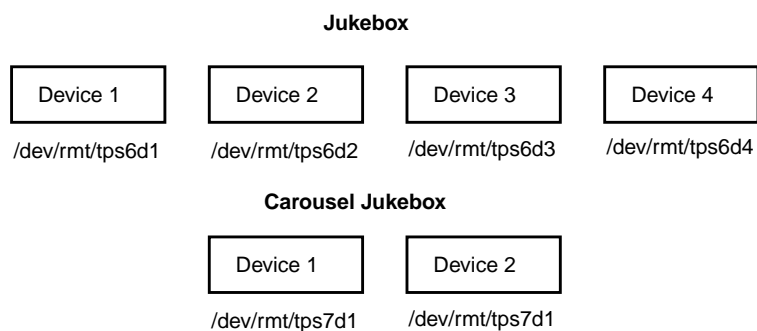 Jukebox
Device 1 Device 2 Device 3 Device 4
/dev/rmt/tps6d1 /dev/rmt/tps6d2 /dev/rmt/tps6d3 /dev/rmt/tps6d4
Carousel Jukebox
Device 1 Device 2
/dev/rmt/tps7d1 /dev/rmt/tps7d1